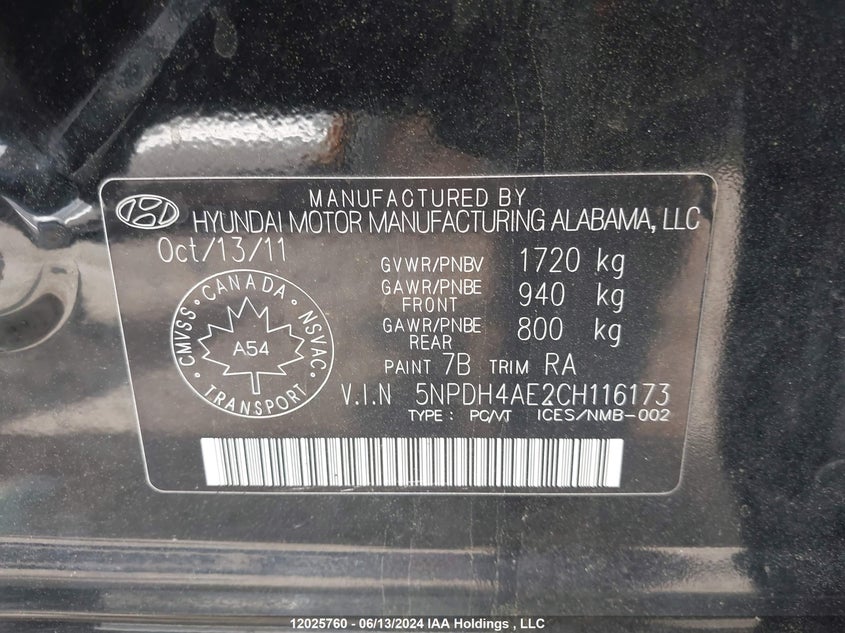 MANUFACTURED BY
HYUNDAI MOTOR MANUFACTURING ALABAMA, LLC
Oct/13/11
GVWR/PNBV 1720 kg
GAWR/PNBE FRONT 940 kg
GAWR/PNBE REAR 800 kg
PAINT 7B TRIM RA
V.I.N 5NPDH4AE2CH116173
TYPE : PC/VT ICES/NMB-002
CMVSS • CANADA • NSVAC • TRANSPORT •
A54
12025760 - 06/13/2024 IAA Holdings , LLC